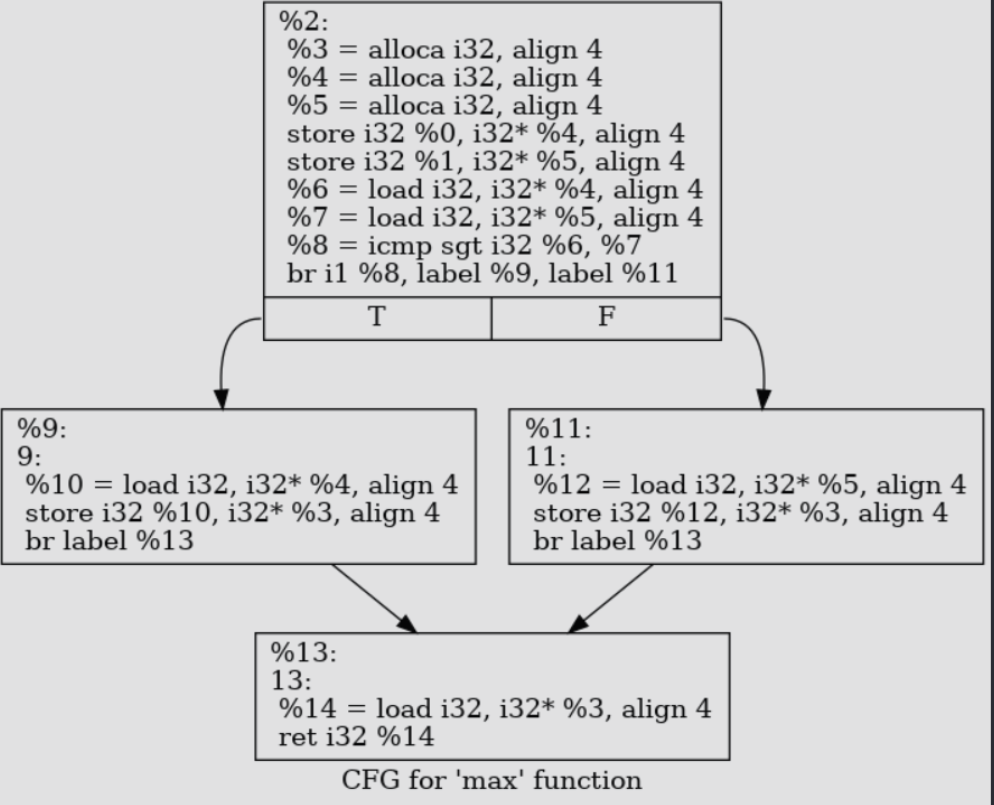 %2:
%3 = alloca i32, align 4
%4 = alloca i32, align 4
%5 = alloca i32, align 4
store i32 %0, i32* %4, align 4
store i32 %1, i32* %5, align 4
%6 = load i32, i32* %4, align 4
%7 = load i32, i32* %5, align 4
%8 = icmp sgt i32 %6, %7
br i1 %8, label %9, label %11
T
F
%9:
9:
%10 = load i32, i32* %4, align 4
store i32 %10, i32* %3, align 4
br label %13
%11:
11:
%12 = load i32, i32* %5, align 4
store i32 %12, i32* %3, align 4
br label %13
%13:
13:
%14 = load i32, i32* %3, align 4
ret i32 %14
CFG for 'max' function